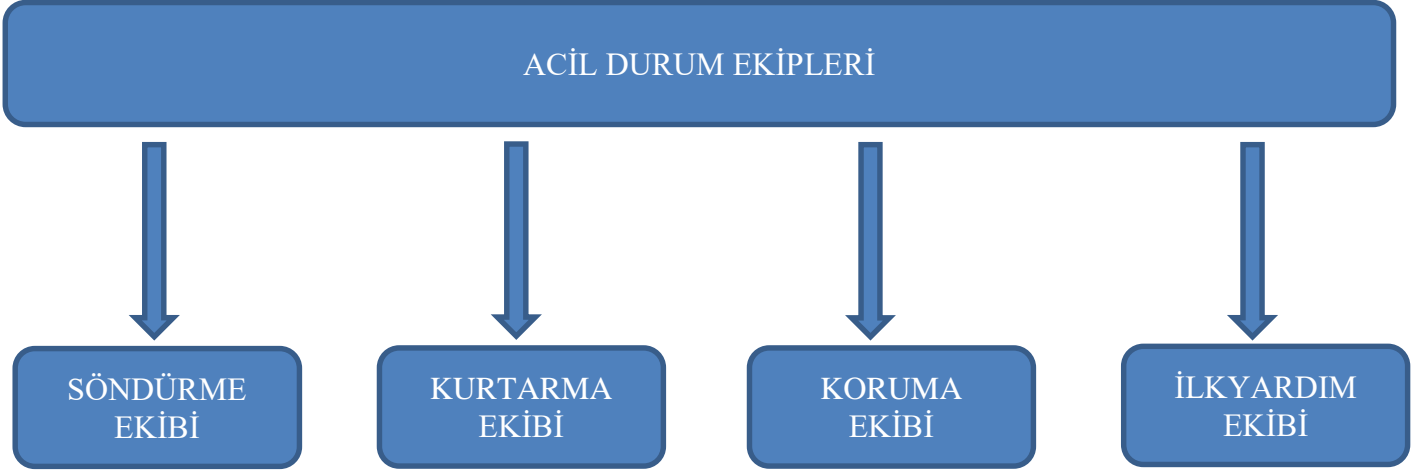 ACİL DURUM EKİPLERİ
SÖNDÜRME
EKİBİ
KURTARMA
EKİBİ
KORUMA
EKİBİ
İLKYARDIM
EKİBİ